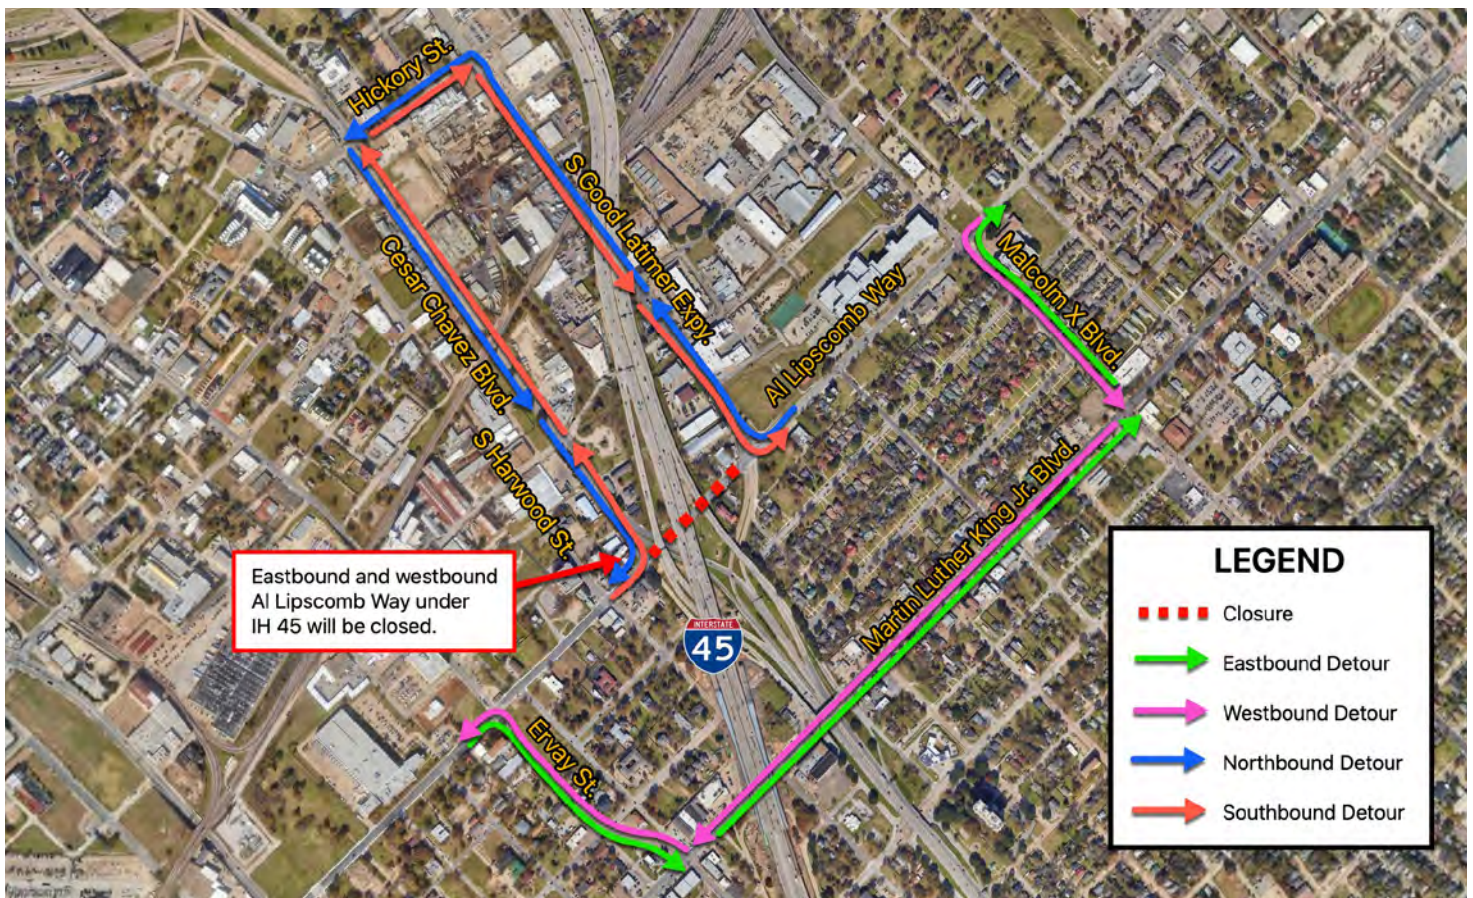 Hickory St.
S Good Latimer Expy.
Cesar Chavez Blvd.
Al Lipscomb Way
Malcolm X Blvd.
S Harwood St.
Martin Luther King Jr. Blvd.
Eastbound and westbound
Al Lipscomb Way under
IH 45 will be closed.
INTERSTATE
45
Ervay St.
LEGEND
Closure
Eastbound Detour
Westbound Detour
Northbound Detour
Southbound Detour